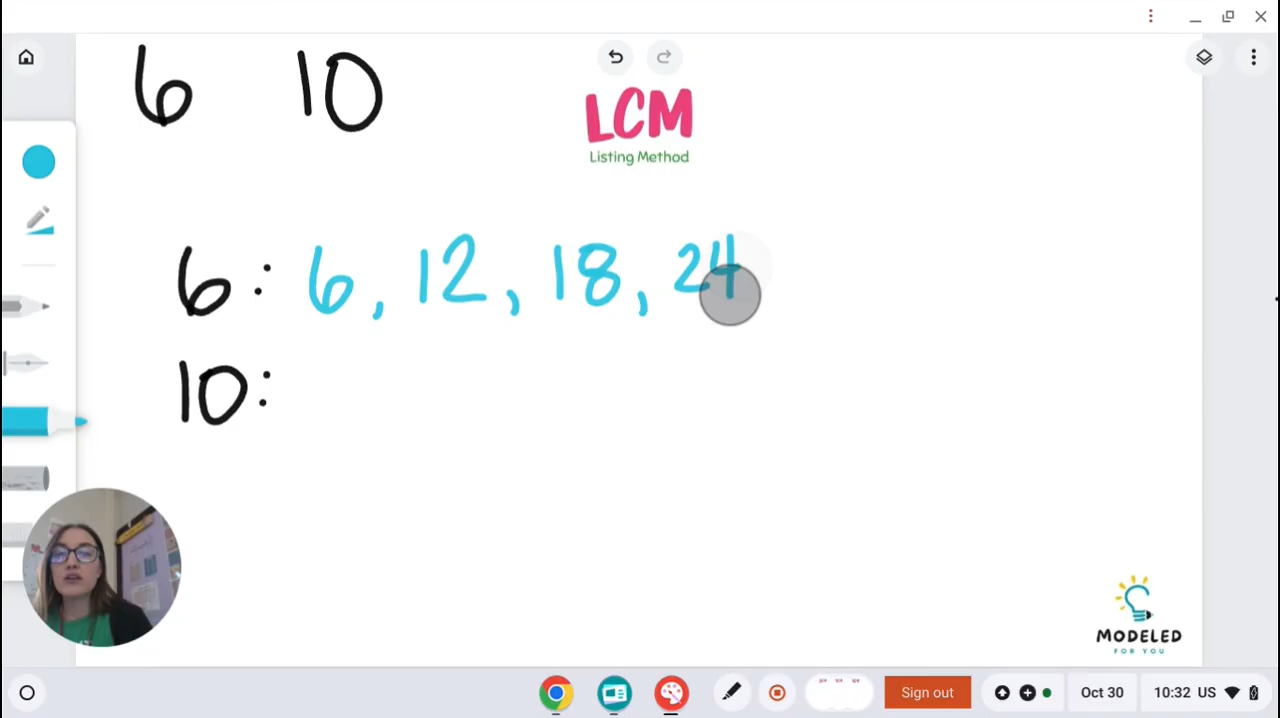 6 10
LCM
Listing Method
6: 6, 12, 18, 24
10:
MODELED
FOR YOU
Sign out
Oct 30
10:32 US